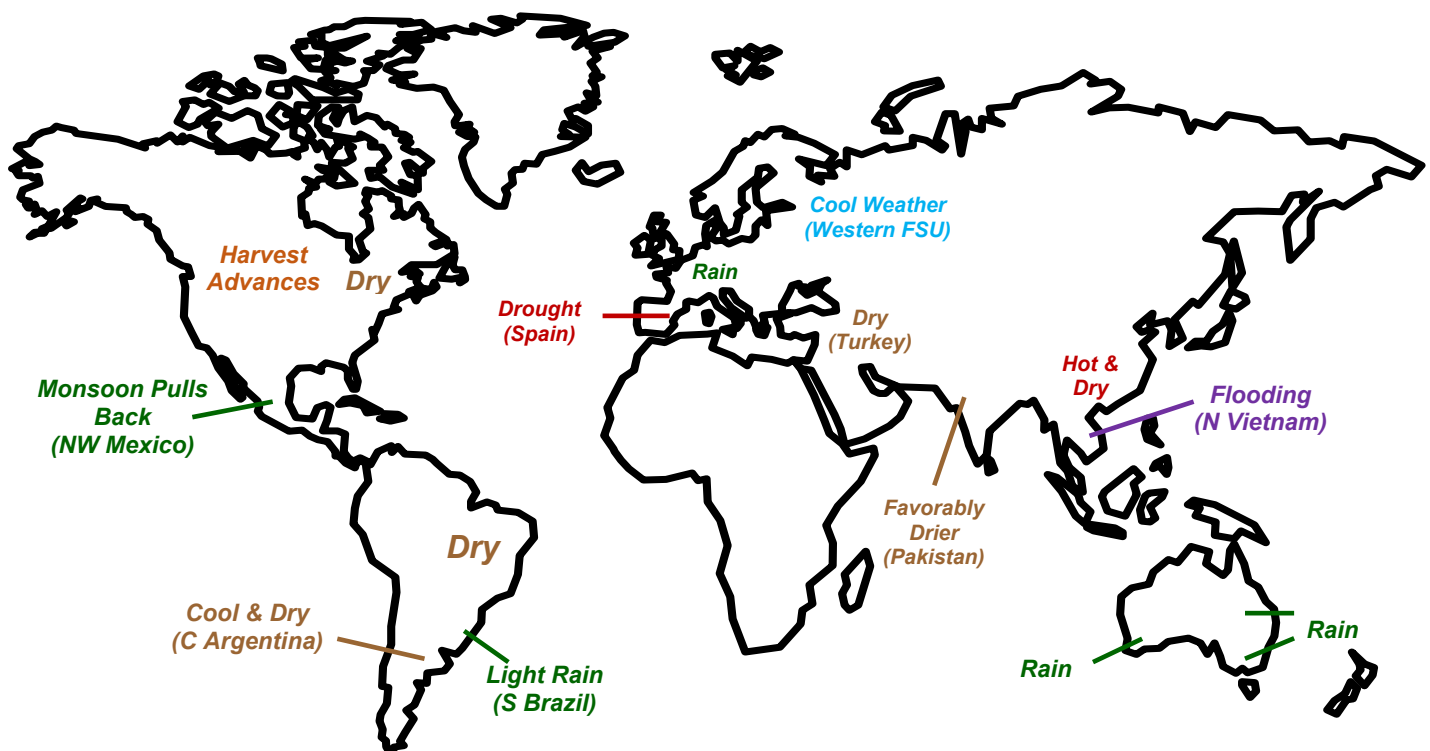 Cool Weather
(Western FSU)
Harvest
Advances
Dry
Rain
Drought
(Spain)
Dry
(Turkey)
Hot &
Dry
Monsoon Pulls
Back
(NW Mexico)
Flooding
(N Vietnam)
Favorably
Drier
(Pakistan)
Dry
Cool & Dry
(C Argentina)
Light Rain
(S Brazil)
Rain
Rain